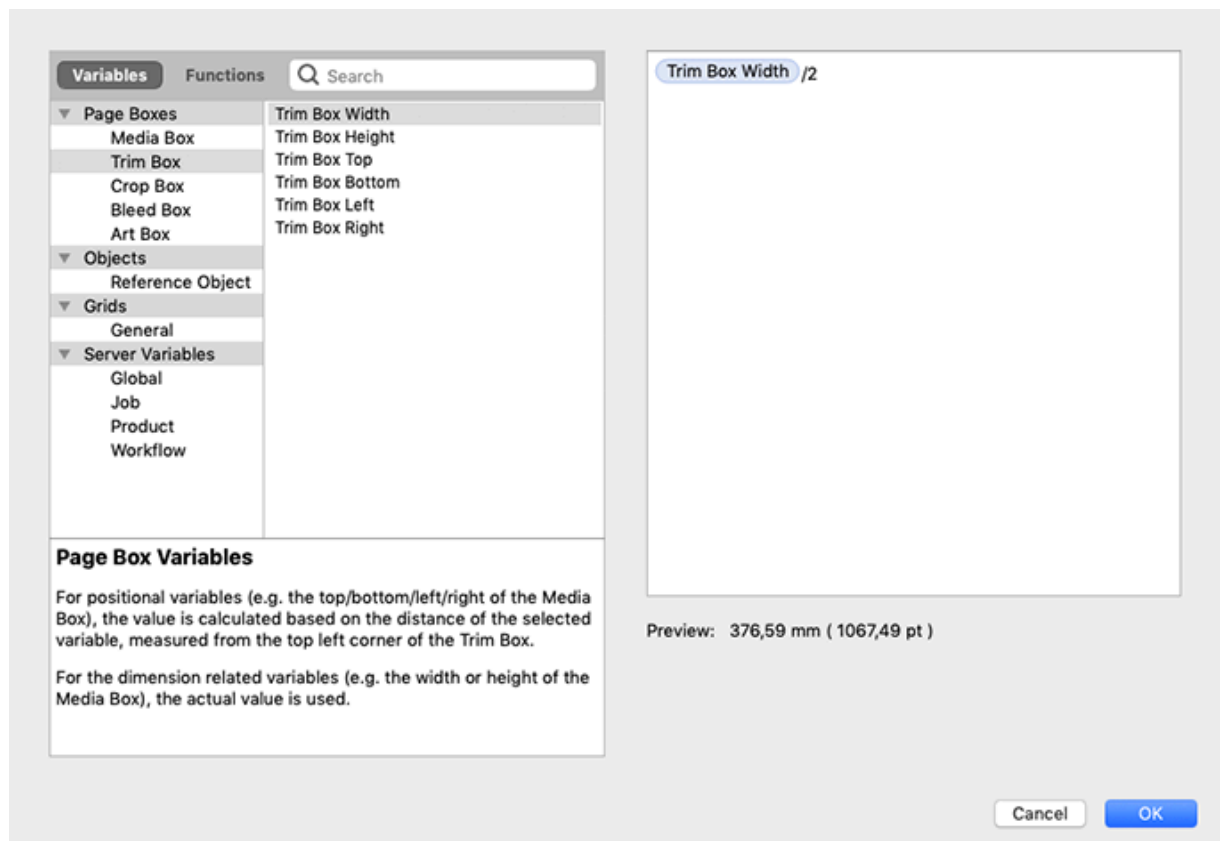 Variables Functions Search
Page Boxes
Media Box
Trim Box
Crop Box
Bleed Box
Art Box
Objects
Reference Object
Grids
General
Server Variables
Global
Job
Product
Workflow
Trim Box Width
Trim Box Height
Trim Box Top
Trim Box Bottom
Trim Box Left
Trim Box Right
Page Box Variables
For positional variables (e.g. the top/bottom/left/right of the Media
Box), the value is calculated based on the distance of the selected
variable, measured from the top left corner of the Trim Box.
For the dimension related variables (e.g. the width or height of the
Media Box), the actual value is used.
Trim Box Width /2
Preview: 376,59 mm ( 1067,49 pt )
Cancel OK